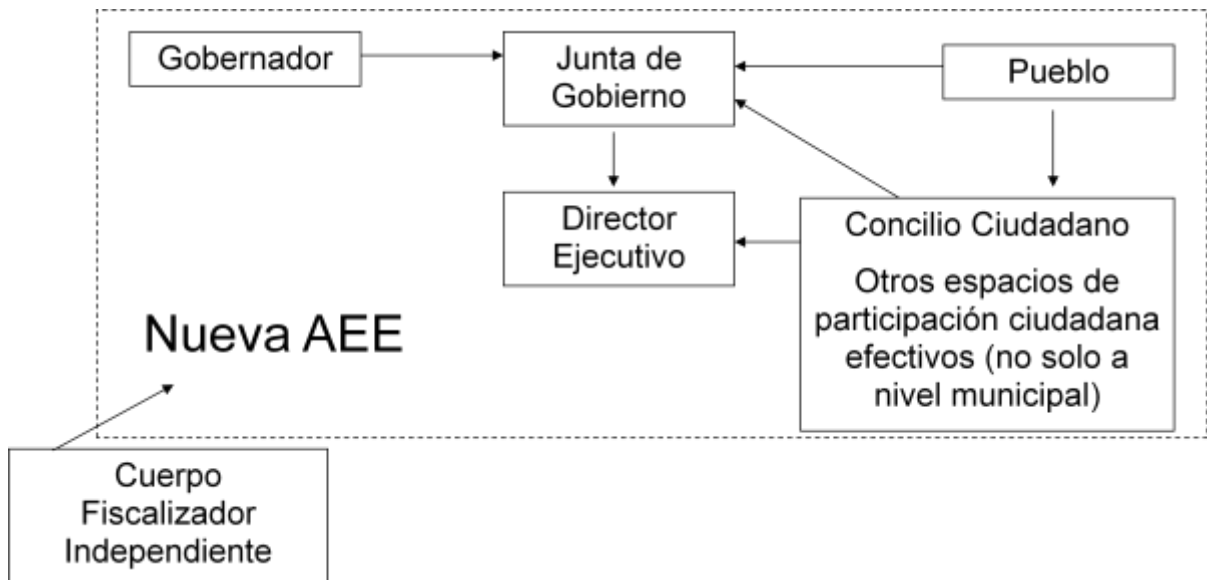 Gobernador
Junta de
Gobierno
Pueblo
Director
Ejecutivo
Concilio Ciudadano
Otros espacios de
participación ciudadana
efectivos (no solo a
nivel municipal)
Nueva AEE
Cuerpo
Fiscalizador
Independiente